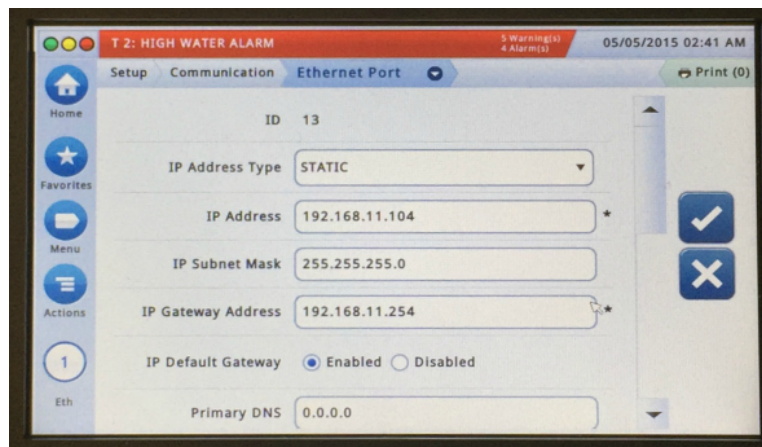 T 2: HIGH WATER ALARM
5 Warning(s)
4 Alarm(s)
05/05/2015 02:41 AM
Setup Communication Ethernet Port
Print (0)
Home
Favorites
Menu
Actions
1
Eth
ID 13
IP Address Type STATIC
IP Address 192.168.11.104 *
IP Subnet Mask 255.255.255.0
IP Gateway Address 192.168.11.254 *
IP Default Gateway Enabled Disabled
Primary DNS 0.0.0.0